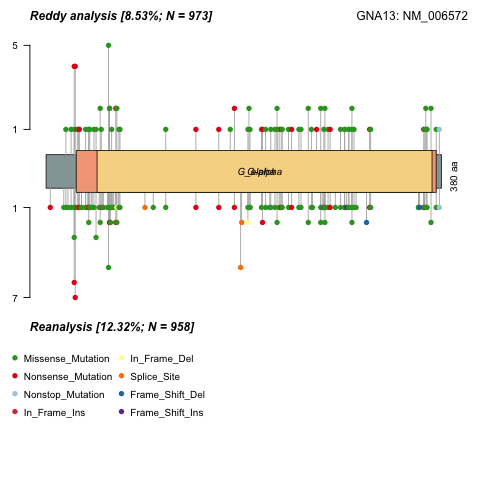 Reddy analysis [8.53%; N = 973]
GNA13: NM_006572
5
1
380 aa
1
7
Reanalysis [12.32%; N = 958]
Missense_Mutation
In_Frame_Del
Nonsense_Mutation
Splice_Site
Nonstop_Mutation
Frame_Shift_Del
In_Frame_Ins
Frame_Shift_Ins